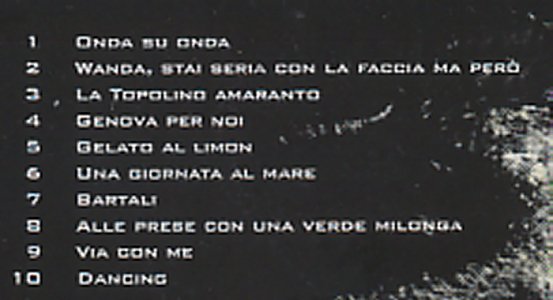 1 Onda su onda
2 Wanda, stai seria con la faccia ma però
3 La Topolino amaranto
4 Genova per noi
5 Gelato al limon
6 Una giornata al mare
7 Bartali
8 Alle prese con una verde milonga
9 Via con me
10 Dancing